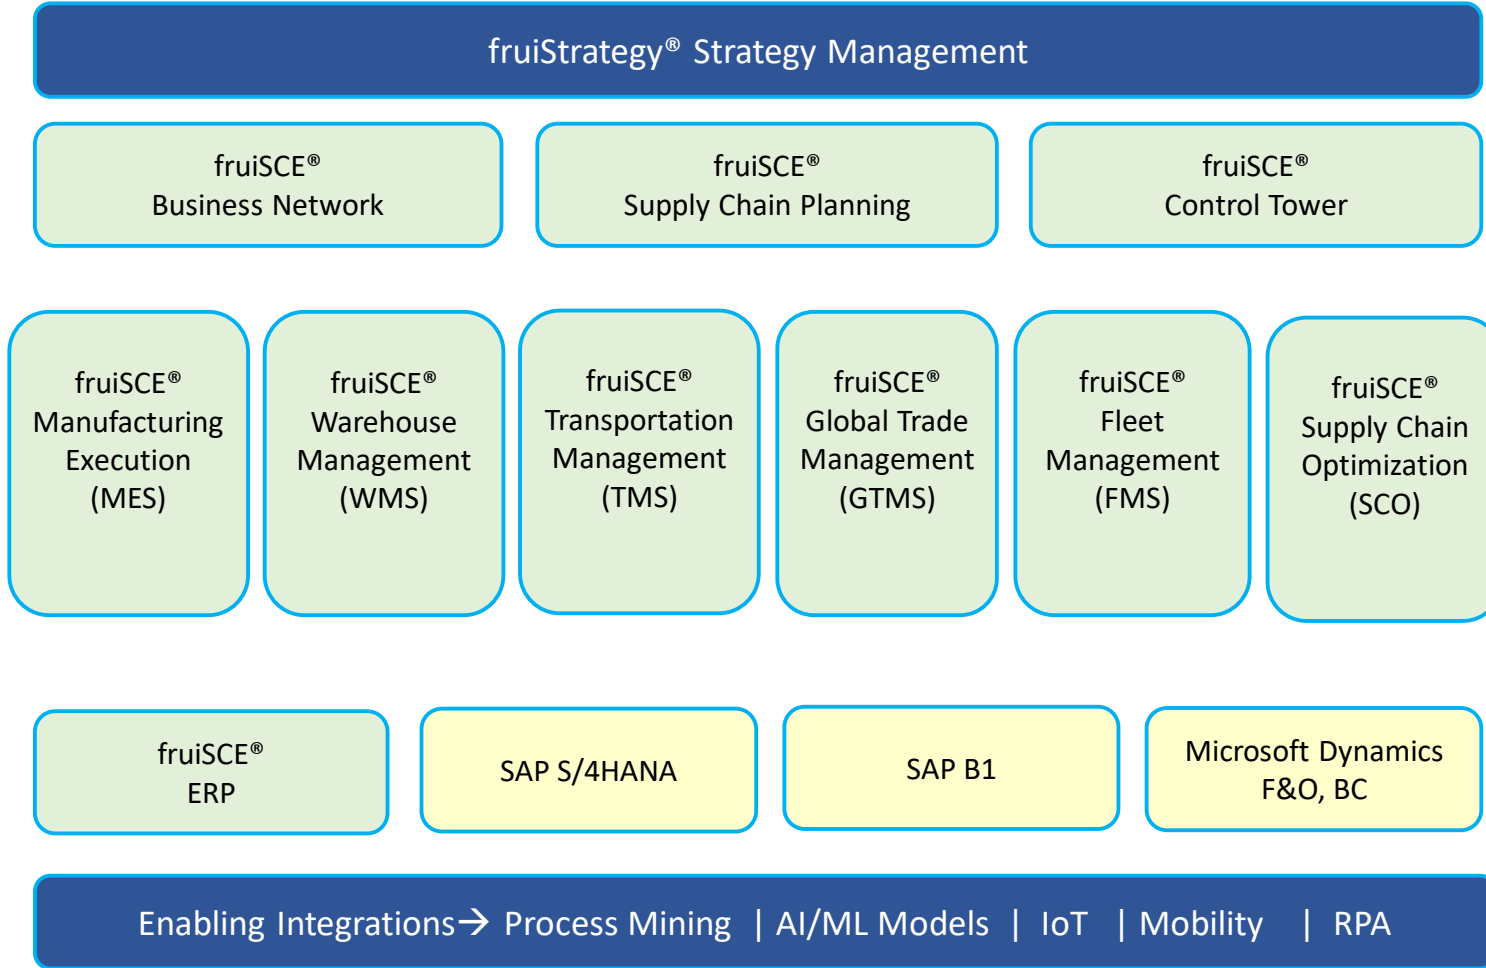 fruiStrategy® Strategy Management
fruiSCE®
Business Network
fruiSCE®
Supply Chain Planning
fruiSCE®
Control Tower
fruiSCE®
Manufacturing
Execution
(MES)
fruiSCE®
Warehouse
Management
(WMS)
fruiSCE®
Transportation
Management
(TMS)
fruiSCE®
Global Trade
Management
(GTMS)
fruiSCE®
Fleet
Management
(FMS)
fruiSCE®
Supply Chain
Optimization
(SCO)
fruiSCE®
ERP
SAP S/4HANA
SAP B1
Microsoft Dynamics
F&O, BC
Enabling Integrations→ Process Mining | AI/ML Models | IoT | Mobility | RPA